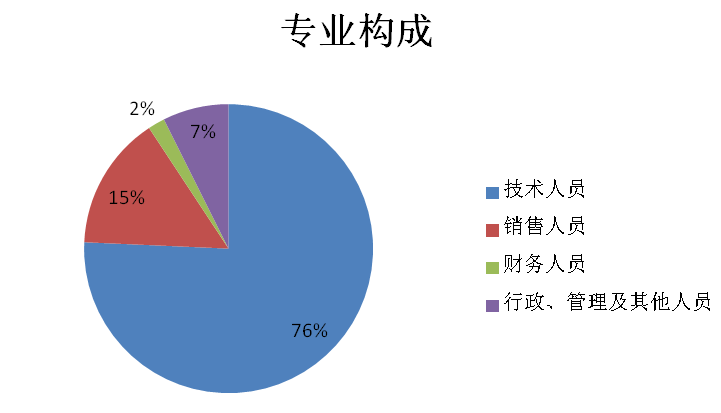 专业构成
2%
7%
15%
76%
技术人员
销售人员
财务人员
行政、管理及其他人员